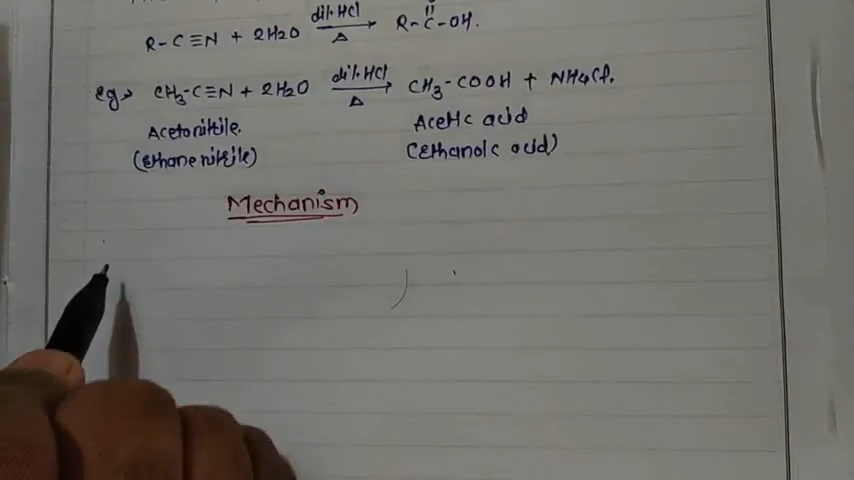 R-C≡N + 2H2O dil.HCl → Δ R-C(=O)-OH.
eg→ CH3-C≡N + 2H2O dil.HCl → Δ CH3-COOH + NH4Cl.
Acetonitrile. Acetic acid
(Ethanenitrile) (Ethanoic acid)
Mechanism